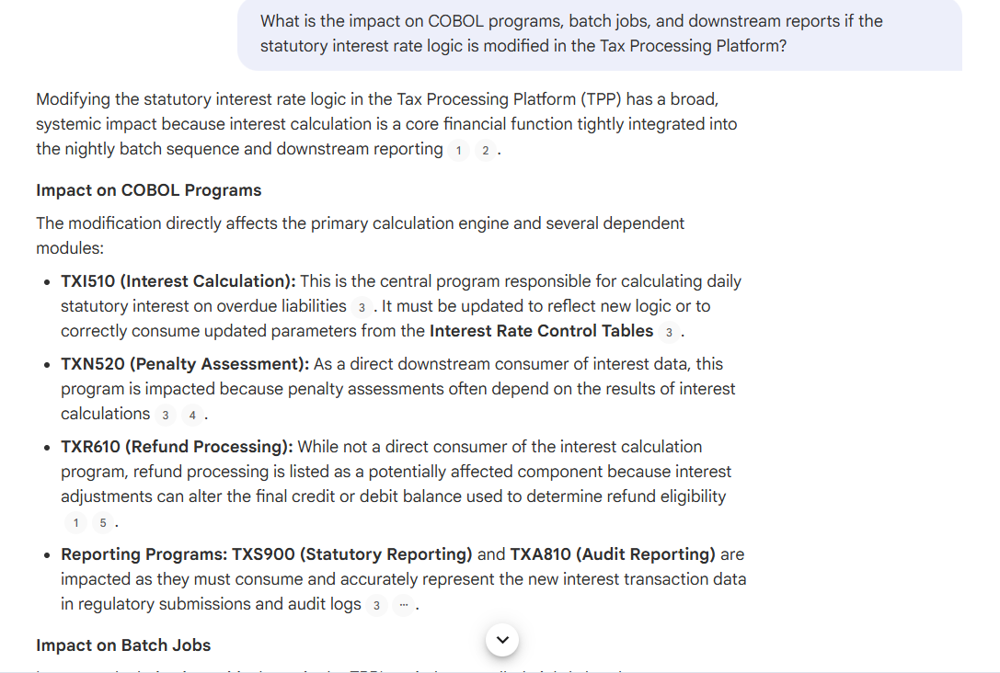 What is the impact on COBOL programs, batch jobs, and downstream reports if the
statutory interest rate logic is modified in the Tax Processing Platform?
Modifying the statutory interest rate logic in the Tax Processing Platform (TPP) has a broad,
systemic impact because interest calculation is a core financial function tightly integrated into
the nightly batch sequence and downstream reporting 1 2 .
Impact on COBOL Programs
The modification directly affects the primary calculation engine and several dependent
modules:
• TXI510 (Interest Calculation): This is the central program responsible for calculating daily
statutory interest on overdue liabilities 3 . It must be updated to reflect new logic or to
correctly consume updated parameters from the Interest Rate Control Tables 3 .
• TXN520 (Penalty Assessment): As a direct downstream consumer of interest data, this
program is impacted because penalty assessments often depend on the results of interest
calculations 3 4 .
• TXR610 (Refund Processing): While not a direct consumer of the interest calculation
program, refund processing is listed as a potentially affected component because interest
adjustments can alter the final credit or debit balance used to determine refund eligibility
1 5 .
• Reporting Programs: TXS900 (Statutory Reporting) and TXA810 (Audit Reporting) are
impacted as they must consume and accurately represent the new interest transaction data
in regulatory submissions and audit logs 3 ... .
Impact on Batch Jobs